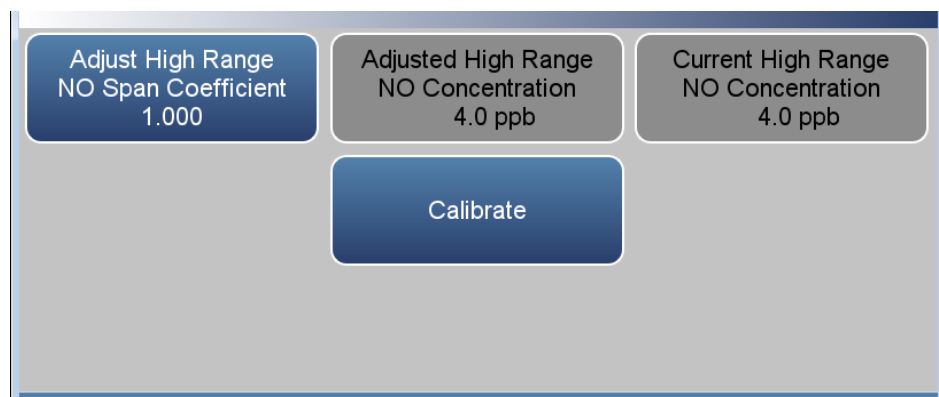 Adjust High Range
NO Span Coefficient
1.000
Adjusted High Range
NO Concentration
4.0 ppb
Current High Range
NO Concentration
4.0 ppb
Calibrate